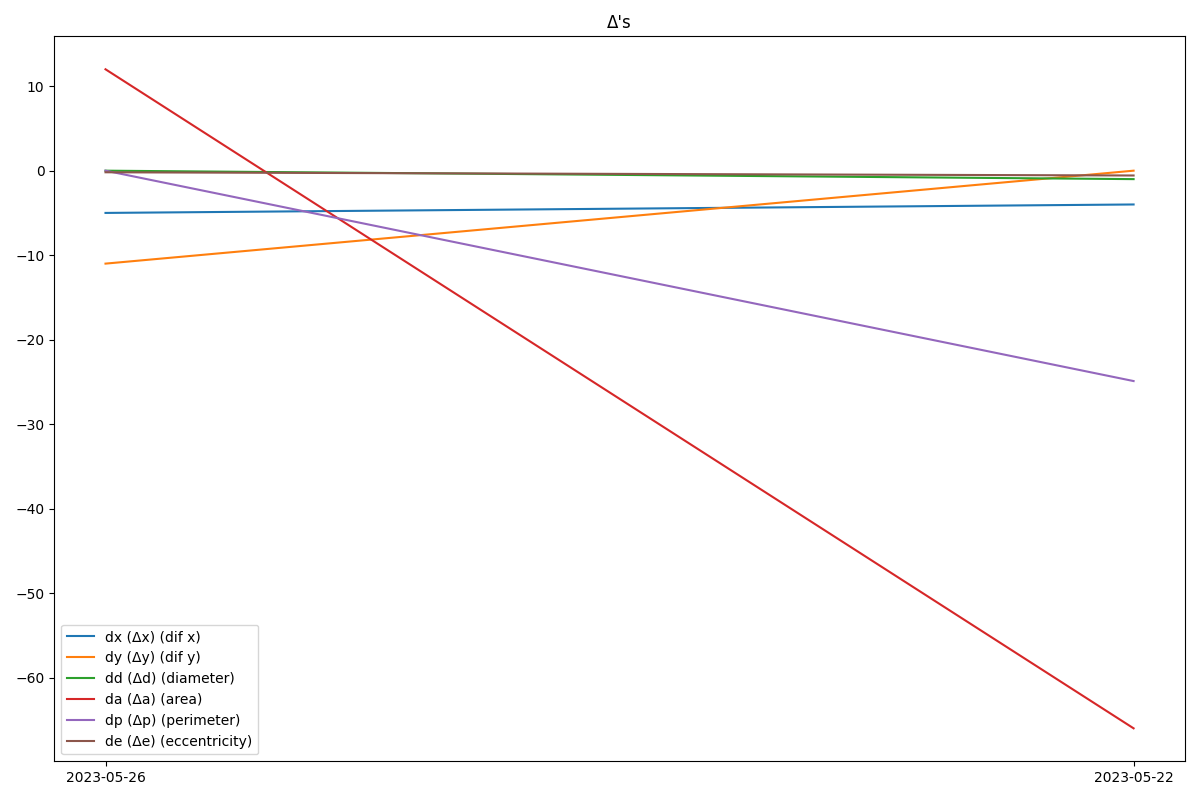 Δ's
10
0
−10
−20
−30
−40
−50
−60
dx (Δx) (dif x)
dy (Δy) (dif y)
dd (Δd) (diameter)
da (Δa) (area)
dp (Δp) (perimeter)
de (Δe) (eccentricity)
2023-05-26
2023-05-22